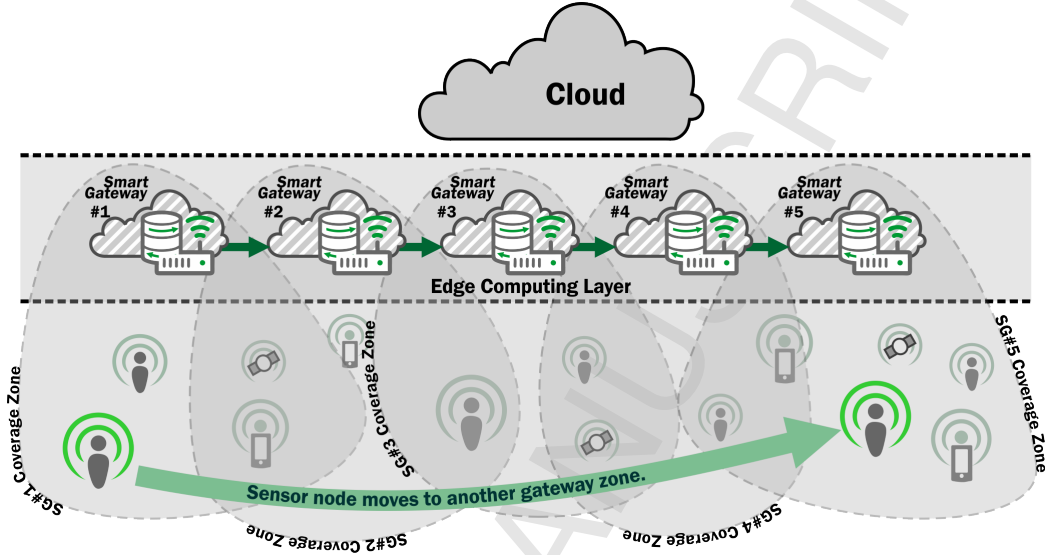 Cloud
Smart
Gateway
#1
Smart
Gateway
#2
Smart
Gateway
#3
Smart
Gateway
#4
Smart
Gateway
#5
Edge Computing Layer
SG#1 Coverage Zone
SG#2 Coverage Zone
SG#3 Coverage Zone
SG#4 Coverage Zone
SG#5 Coverage Zone
Sensor node moves to another gateway zone.